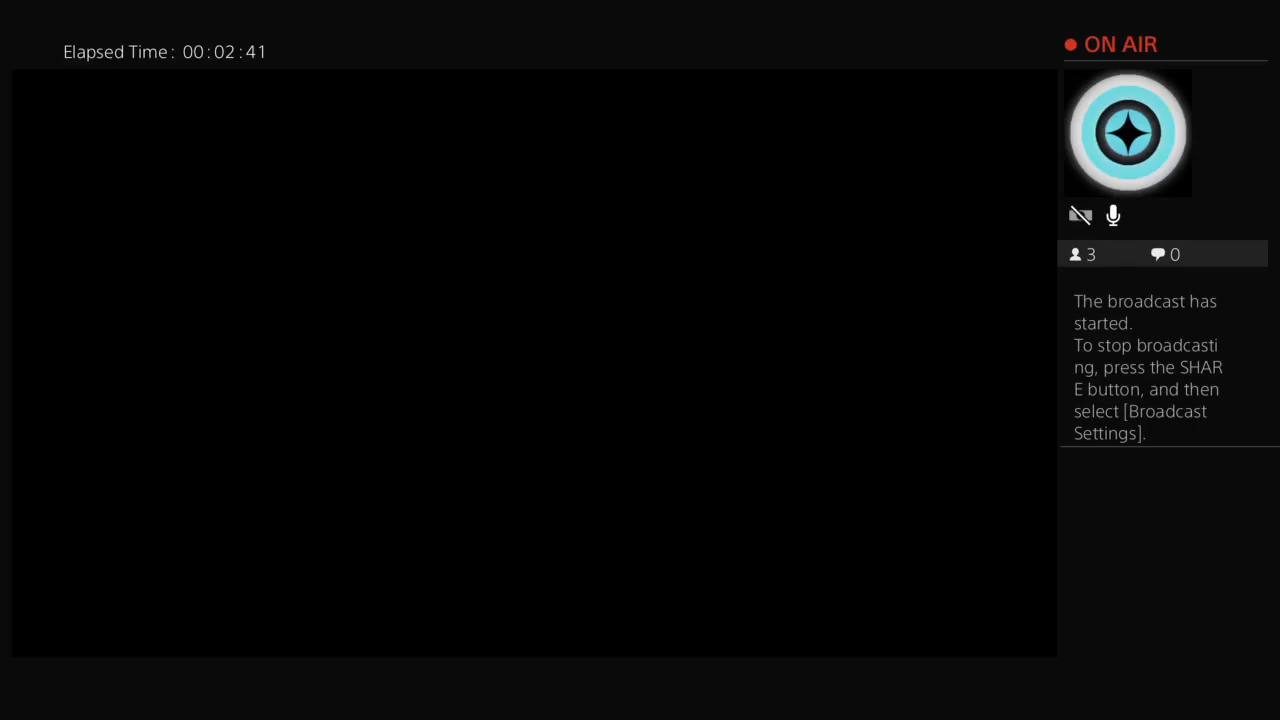 Elapsed Time: 00:02:41
ON AIR
3 0
The broadcast has
started.
To stop broadcasti
ng, press the SHAR
E button, and then
select [Broadcast
Settings].